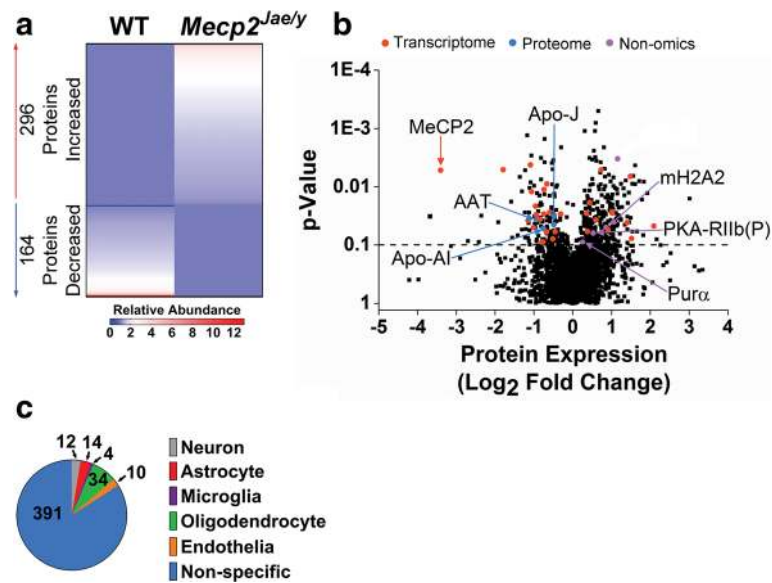 a
WT
Mecp2^Jae/y
296
Proteins
Increased
164
Proteins
Decreased
Relative Abundance
0 2 4 6 8 10 12
b
Transcriptome
Proteome
Non-omics
1E-4
1E-3
0.01
0.1
1
p-Value
MeCP2
Apo-J
AAT
mH2A2
PKA-RIIb(P)
Apo-AI
Purα
-5 -4 -3 -2 -1 0 1 2 3 4
Protein Expression
(Log2 Fold Change)
c
12 14
4
34
10
391
Neuron
Astrocyte
Microglia
Oligodendrocyte
Endothelia
Non-specific